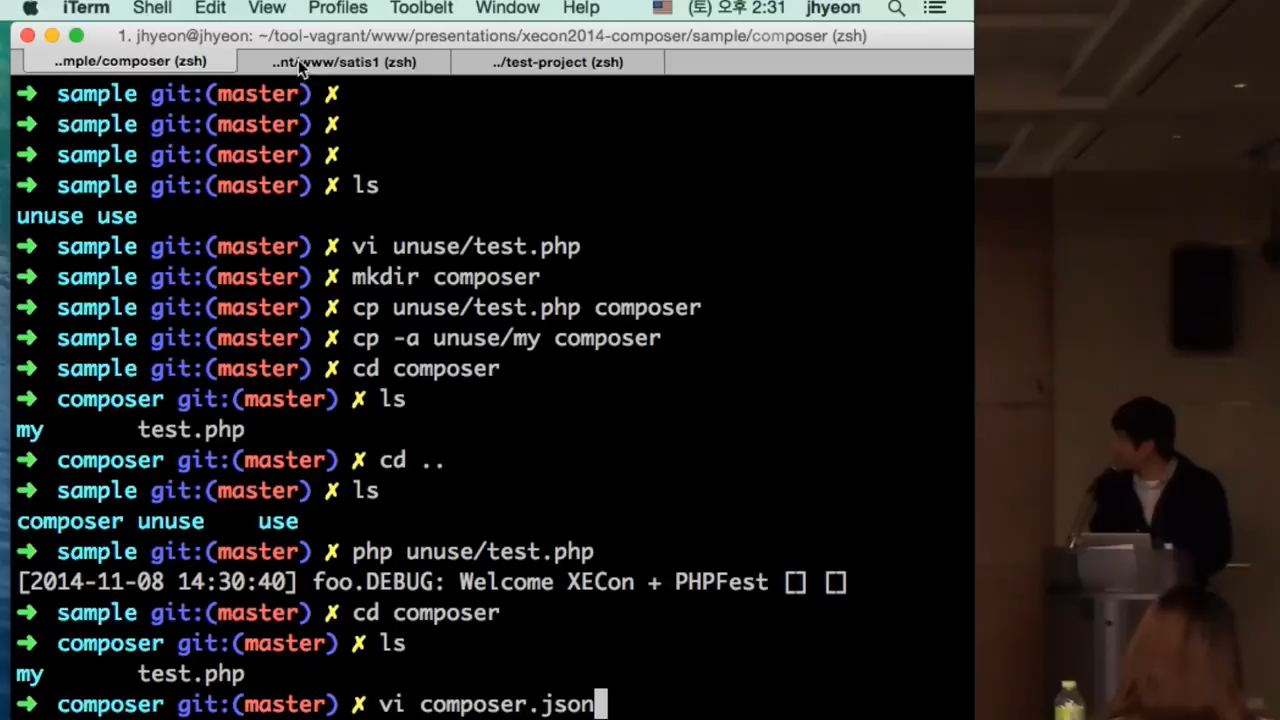 iTerm Shell Edit View Profiles Toolbelt Window Help (토) 오후 2:31 jhyeon
1. jhyeon@jhyeon: ~/tool-vagrant/www/presentations/xecon2014-composer/sample/composer (zsh)
..mple/composer (zsh) ..nt/www/satis1 (zsh) ../test-project (zsh)
➜ sample git:(master) ✗
➜ sample git:(master) ✗
➜ sample git:(master) ✗
➜ sample git:(master) ✗ ls
unuse use
➜ sample git:(master) ✗ vi unuse/test.php
➜ sample git:(master) ✗ mkdir composer
➜ sample git:(master) ✗ cp unuse/test.php composer
➜ sample git:(master) ✗ cp -a unuse/my composer
➜ sample git:(master) ✗ cd composer
➜ composer git:(master) ✗ ls
my test.php
➜ composer git:(master) ✗ cd ..
➜ sample git:(master) ✗ ls
composer unuse use
➜ sample git:(master) ✗ php unuse/test.php
[2014-11-08 14:30:40] foo.DEBUG: Welcome XECon + PHPFest [] []
➜ sample git:(master) ✗ cd composer
➜ composer git:(master) ✗ ls
my test.php
➜ composer git:(master) ✗ vi composer.json